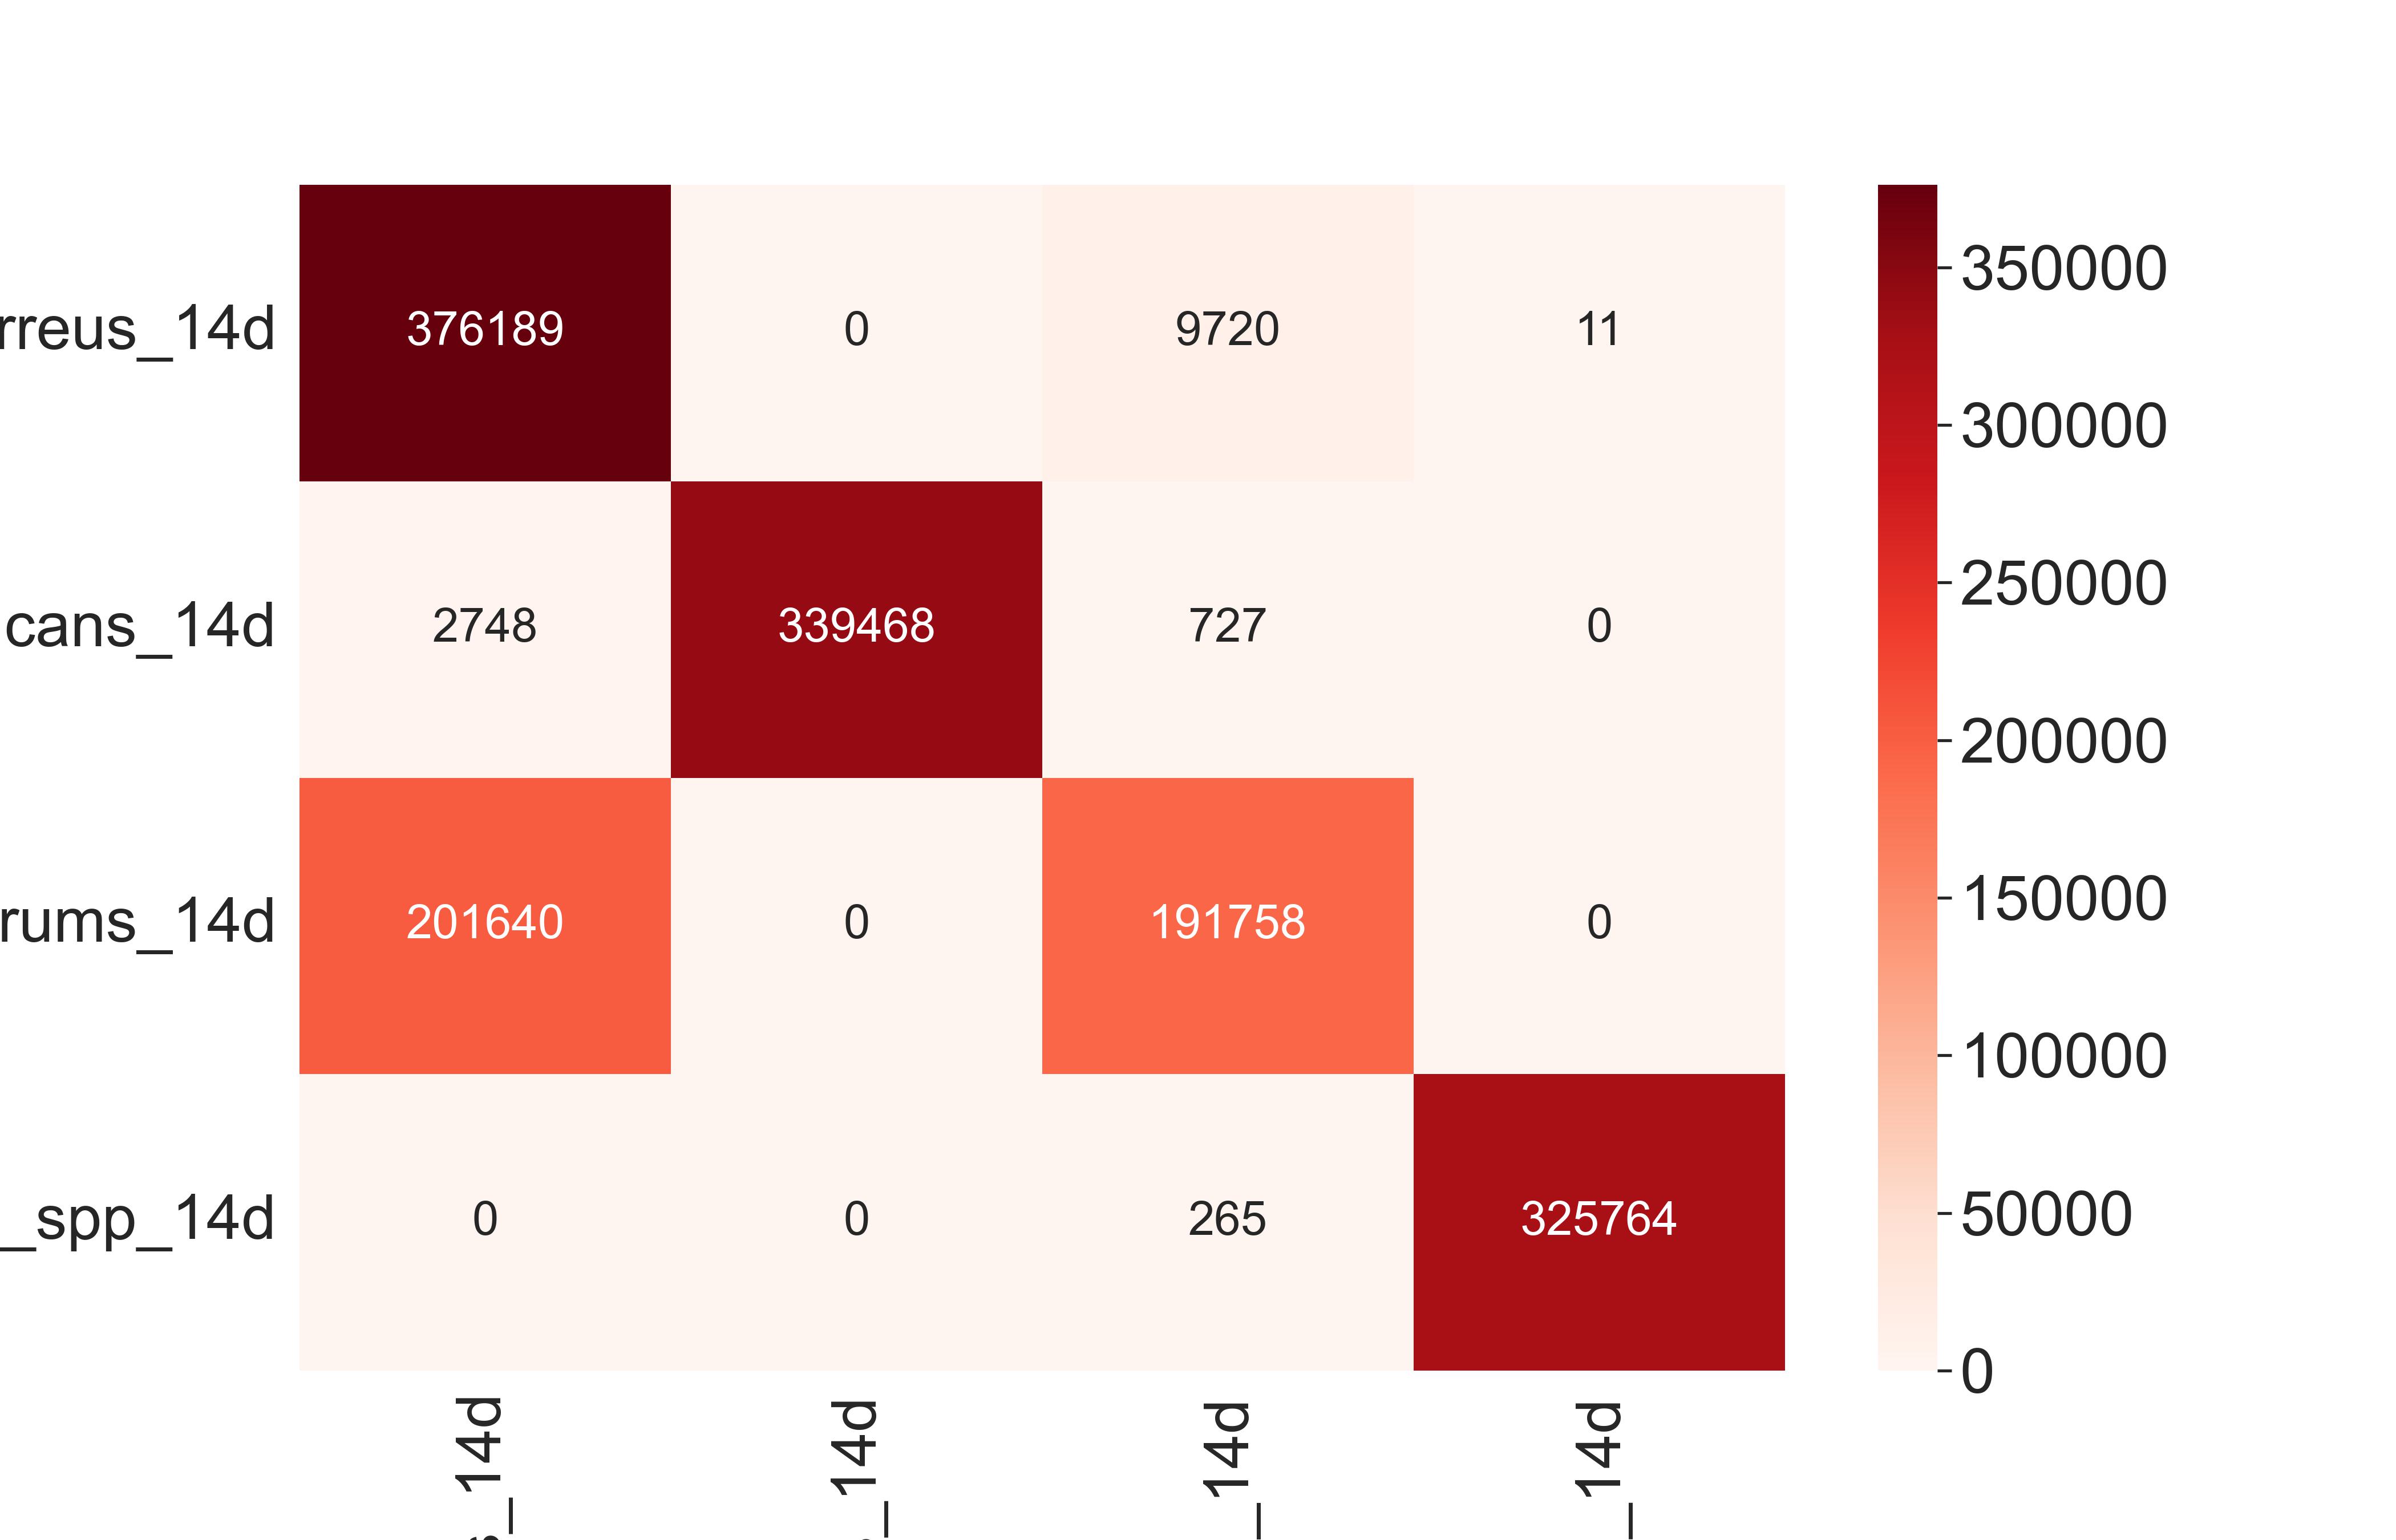 rreus_14d 376189 0 9720 11
cans_14d 2748 339468 727 0
rums_14d 201640 0 191758 0
_spp_14d 0 0 265 325764
350000
300000
250000
200000
150000
100000
50000
0
s_14d
_14d
_14d
_14d